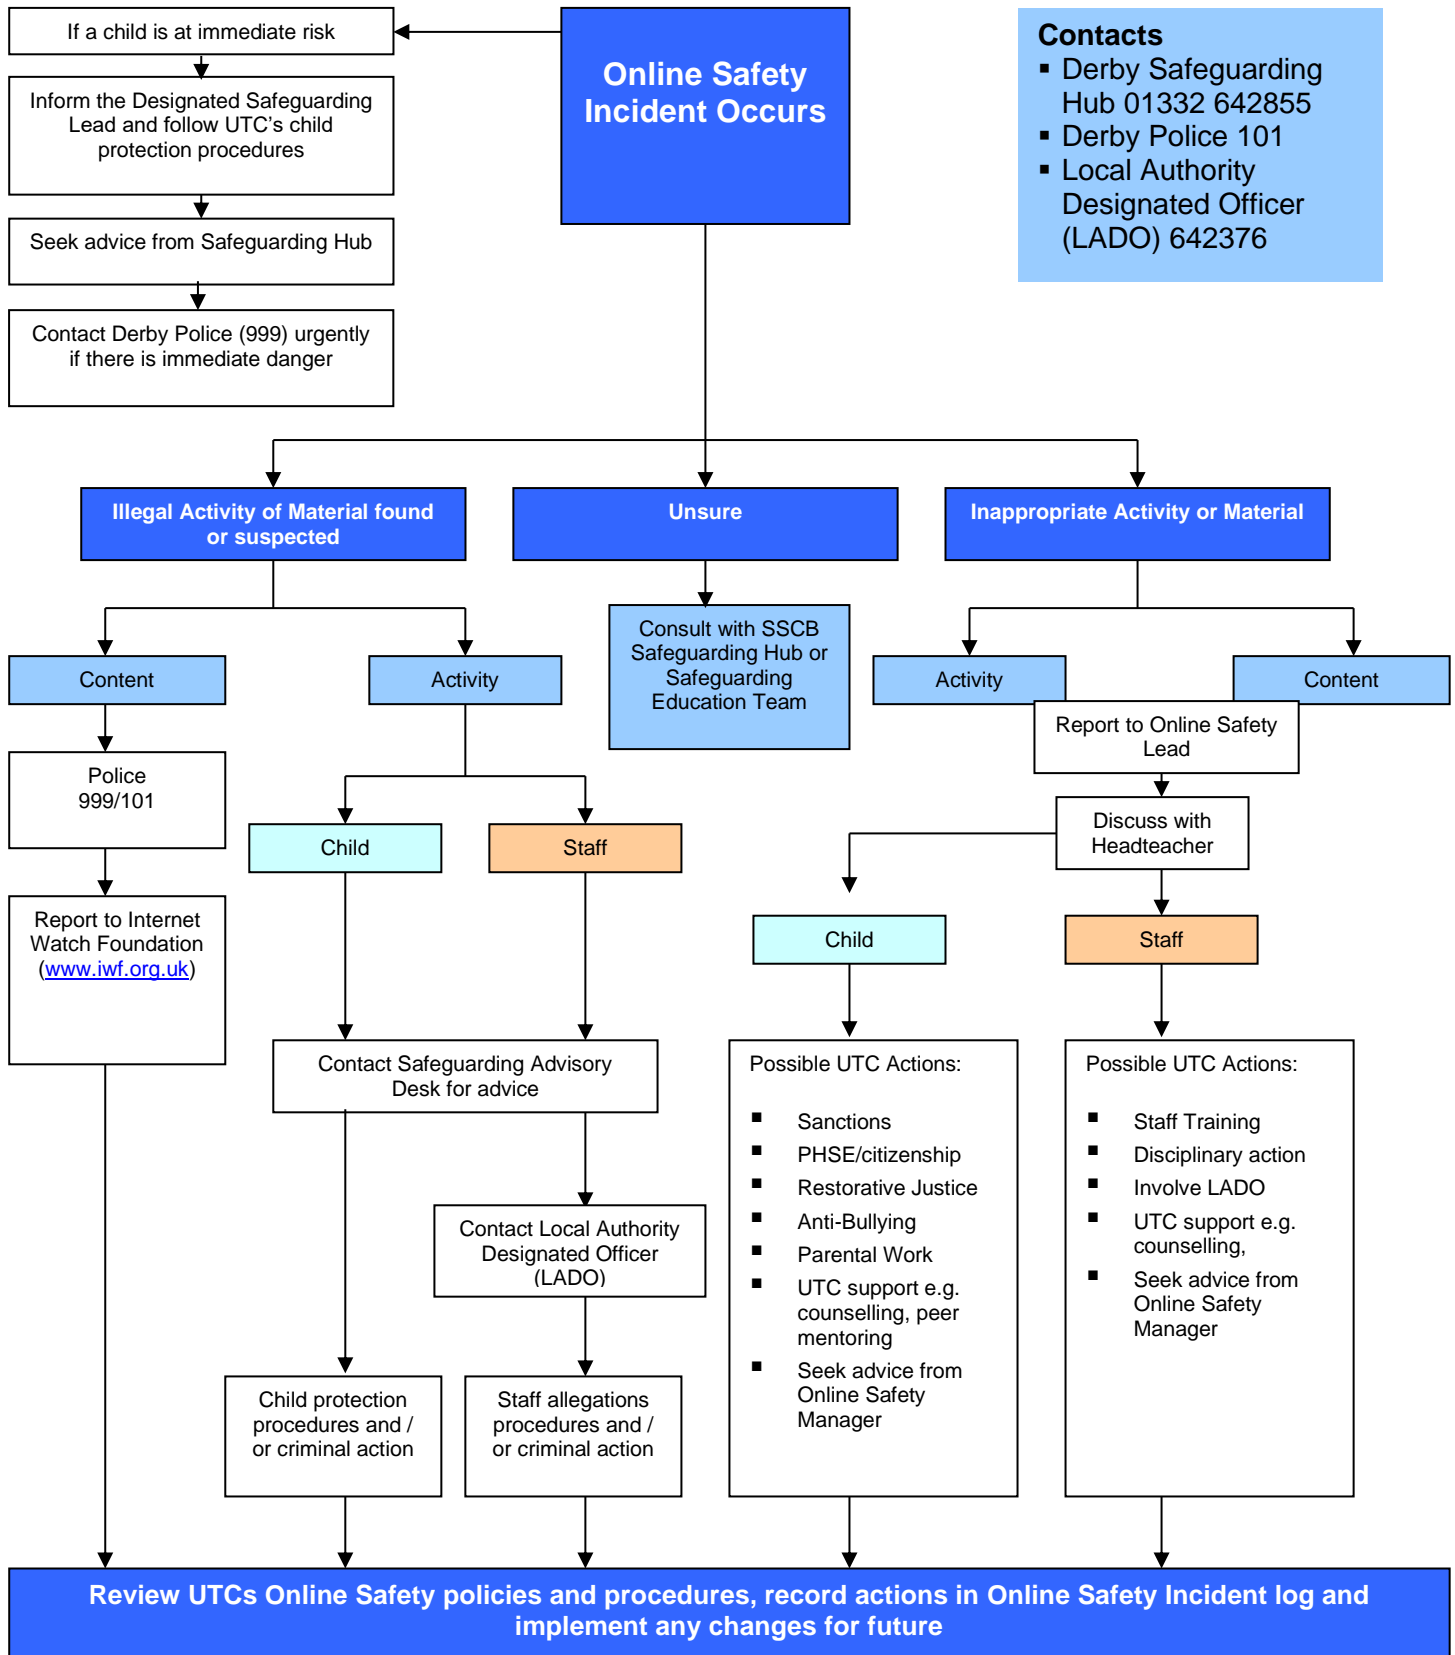 If a child is at immediate risk
Inform the Designated Safeguarding
Lead and follow UTC’s child
protection procedures
Seek advice from Safeguarding Hub
Contact Derby Police (999) urgently
if there is immediate danger
Online Safety
Incident Occurs
Contacts
▪ Derby Safeguarding
Hub 01332 642855
▪ Derby Police 101
▪ Local Authority
Designated Officer
(LADO) 642376
Illegal Activity of Material found
or suspected
Unsure
Inappropriate Activity or Material
Content
Activity
Consult with SSCB
Safeguarding Hub or
Safeguarding
Education Team
Activity
Content
Report to Online Safety
Lead
Police
999/101
Child
Staff
Discuss with
Headteacher
Report to Internet
Watch Foundation
(www.iwf.org.uk)
Child
Staff
Contact Safeguarding Advisory
Desk for advice
Contact Local Authority
Designated Officer
(LADO)
Child protection
procedures and /
or criminal action
Staff allegations
procedures and /
or criminal action
Possible UTC Actions:
▪ Sanctions
▪ PHSE/citizenship
▪ Restorative Justice
▪ Anti-Bullying
▪ Parental Work
▪ UTC support e.g.
counselling, peer
mentoring
▪ Seek advice from
Online Safety
Manager
Possible UTC Actions:
▪ Staff Training
▪ Disciplinary action
▪ Involve LADO
▪ UTC support e.g.
counselling,
▪ Seek advice from
Online Safety
Manager
Review UTCs Online Safety policies and procedures, record actions in Online Safety Incident log and
implement any changes for future